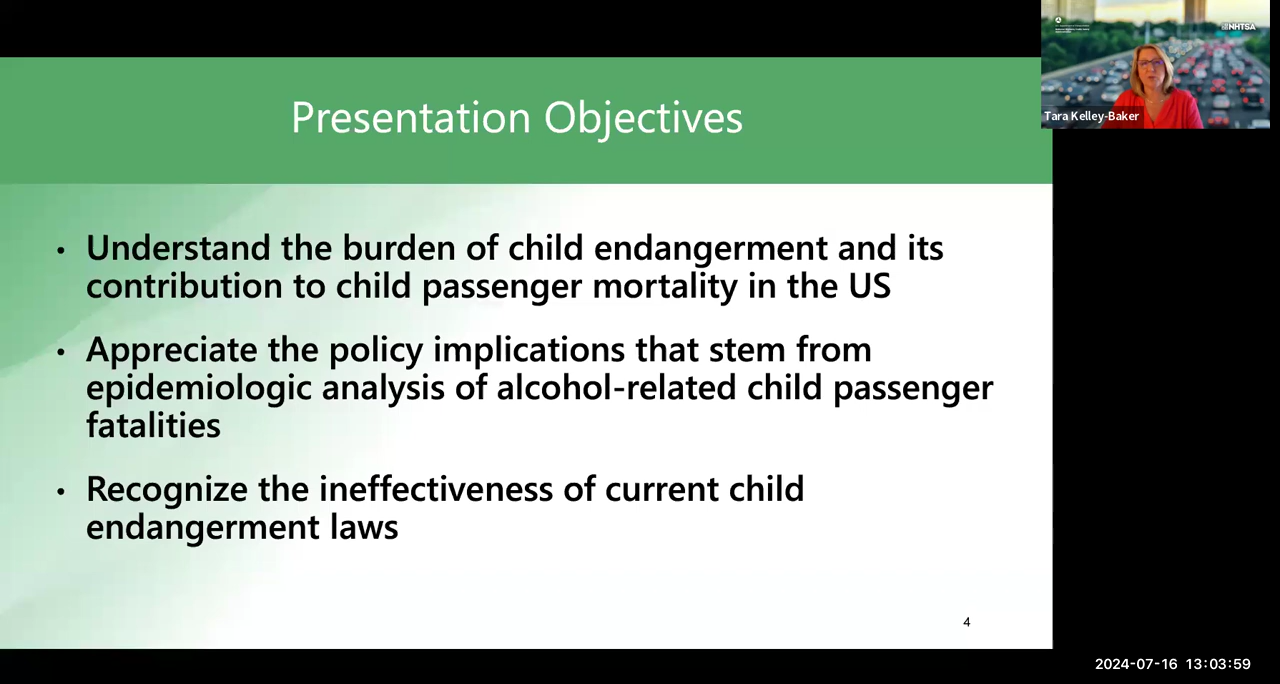 NHTSA
Presentation Objectives
Tara Kelley-Baker
• Understand the burden of child endangerment and its
contribution to child passenger mortality in the US
• Appreciate the policy implications that stem from
epidemiologic analysis of alcohol-related child passenger
fatalities
• Recognize the ineffectiveness of current child
endangerment laws
4
2024-07-16 13:03:59